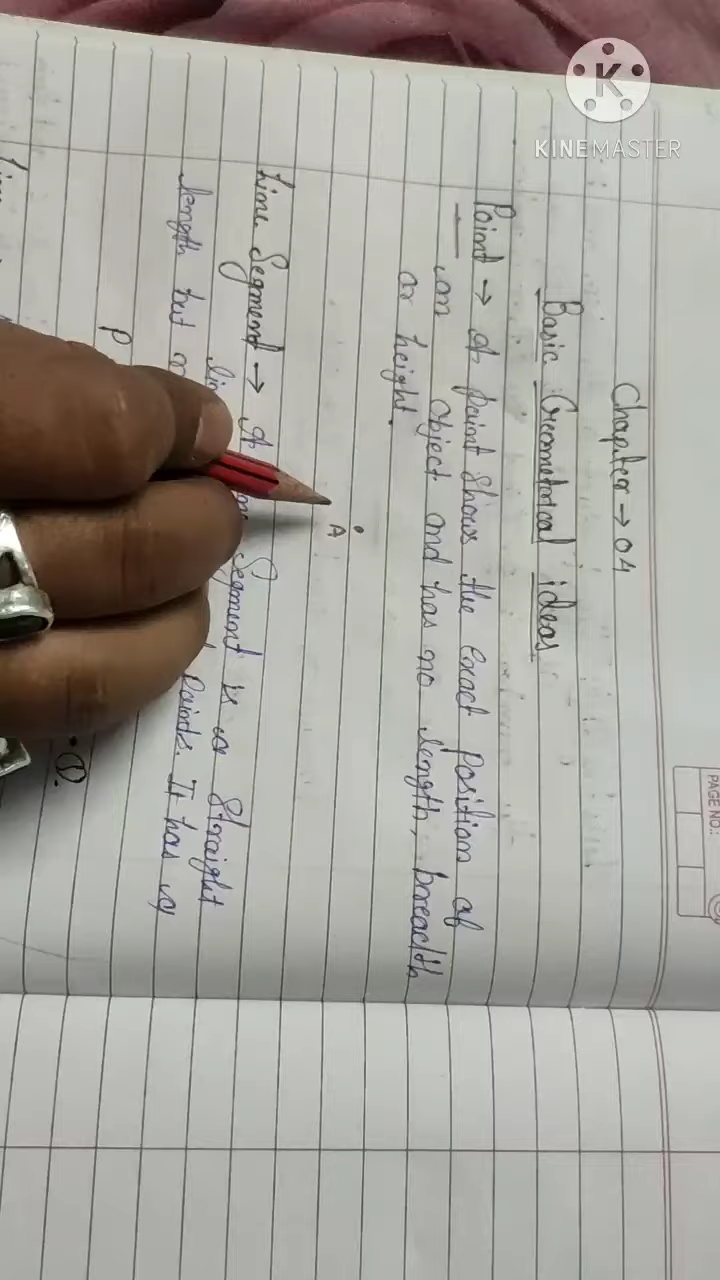 KINEMASTER
PAGE NO.:
Chapter → 04
Basic Geometrical ideas
Point → A point shows the exact position of
an object and has no length, breadth
or height.
A
Line Segment → A Segment is a Straight
Points. It has a
length but
P
Q.